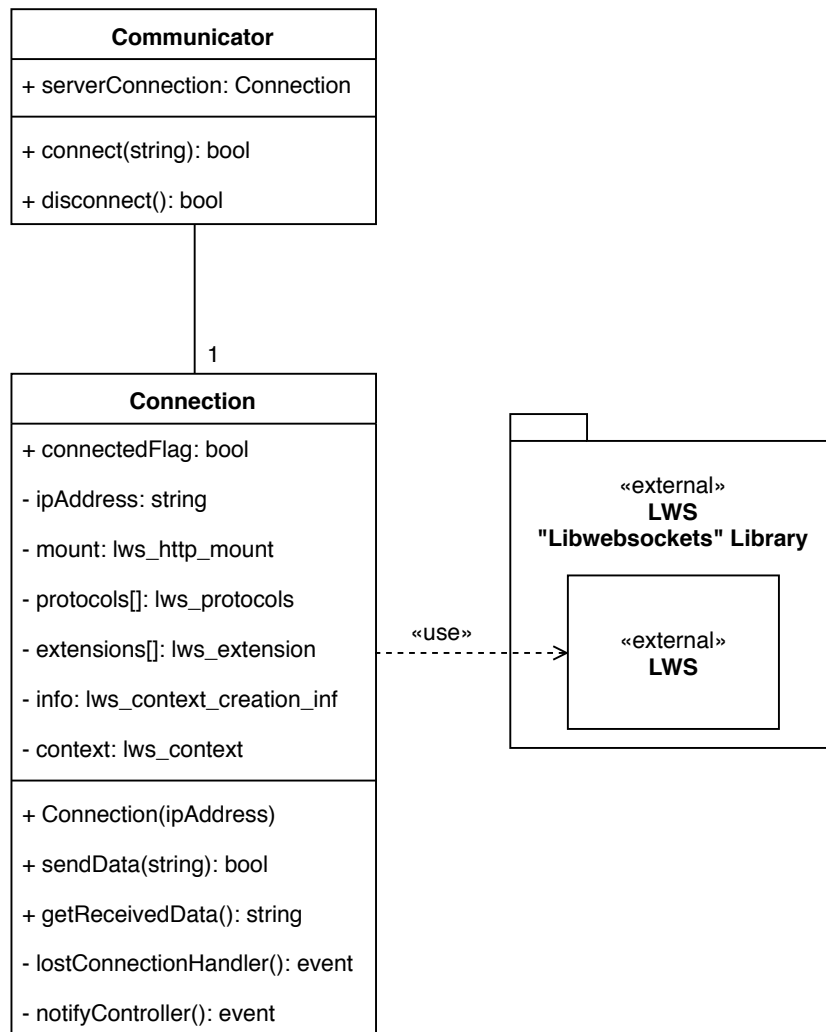 Communicator
+ serverConnection: Connection
+ connect(string): bool
+ disconnect(): bool
1
Connection
+ connectedFlag: bool
- ipAddress: string
- mount: lws_http_mount
- protocols[]: lws_protocols
- extensions[]: lws_extension
- info: lws_context_creation_inf
- context: lws_context
+ Connection(ipAddress)
+ sendData(string): bool
+ getReceivedData(): string
- lostConnectionHandler(): event
- notifyController(): event
«use»
«external»
LWS
"Libwebsockets" Library
«external»
LWS